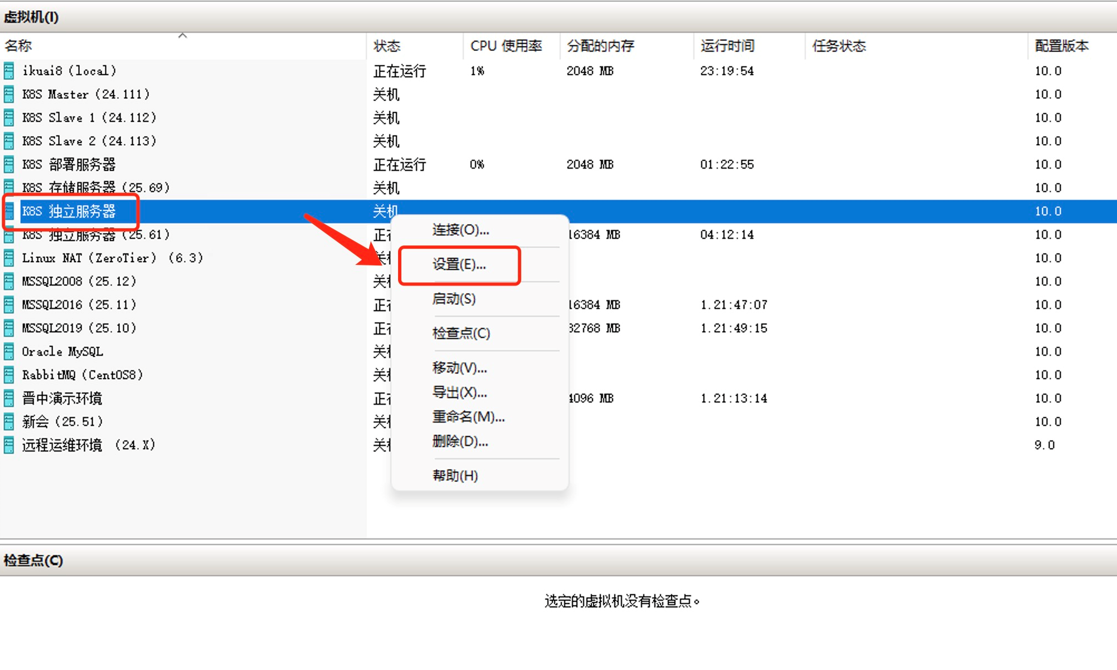 虚拟机(I)
名称 状态 CPU 使用率 分配的内存 运行时间 任务状态 配置版本
ikuai8 (local) 正在运行 1% 2048 MB 23:19:54 10.0
K8S Master (24.111) 关机 10.0
K8S Slave 1 (24.112) 关机 10.0
K8S Slave 2 (24.113) 关机 10.0
K8S 部署服务器 正在运行 0% 2048 MB 01:22:55 10.0
K8S 存储服务器 (25.69) 关机 10.0
K8S 独立服务器 关机 10.0
K8S 独立服务器 (25.61) 正 16384 MB 04:12:14 10.0
Linux NAT (ZeroTier) (6.3) 关 10.0
MSSQL2008 (25.12) 关 10.0
MSSQL2016 (25.11) 正 16384 MB 1.21:47:07 10.0
MSSQL2019 (25.10) 正 32768 MB 1.21:49:15 10.0
Oracle MySQL 关 10.0
RabbitMQ (CentOS8) 关 10.0
晋中演示环境 正 4096 MB 1.21:13:14 10.0
新会 (25.51) 关 10.0
远程运维环境 (24.X) 关 9.0
连接(O)...
设置(E)...
启动(S)
检查点(C)
移动(V)...
导出(X)...
重命名(M)...
删除(D)...
帮助(H)
检查点(C)
选定的虚拟机没有检查点。